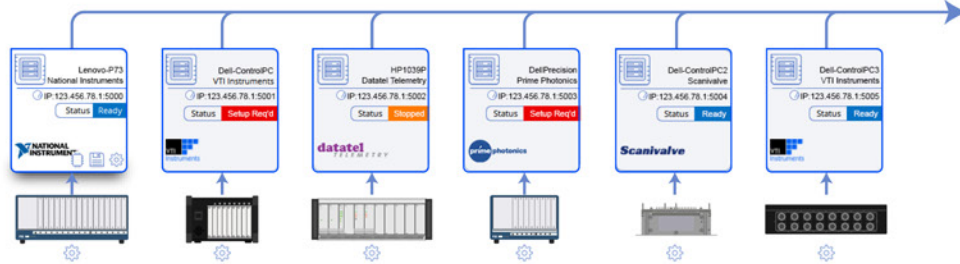 Lenovo-P73
National Instruments
IP:123.456.78.1:5000
Status Ready
NATIONAL
INSTRUMENTS
Dell-ControlPC
VTI Instruments
IP:123.456.78.1:5001
Status Setup Req'd
VTI
Instruments
HP1039P
Datatel Telemetry
IP:123.456.78.1:5002
Status Stopped
datatel
TELEMETRY
DellPrecision
Prime Photonics
IP:123.456.78.1:5003
Status Setup Req'd
prime photonics
Dell-ControlPC2
Scanivalve
IP:123.456.78.1:5004
Status Ready
Scanivalve
Dell-ControlPC3
VTI Instruments
IP:123.456.78.1:5005
Status Ready
VTI
Instruments